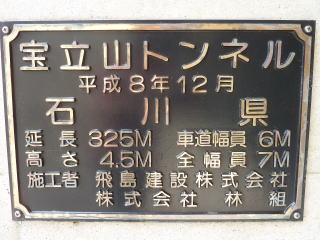 宝立山トンネル
平成8年12月
石川県
延長 325M 車道幅員 6M
高さ 4.5M 全幅員 7M
施工者 飛島建設株式会社
株式会社 林組